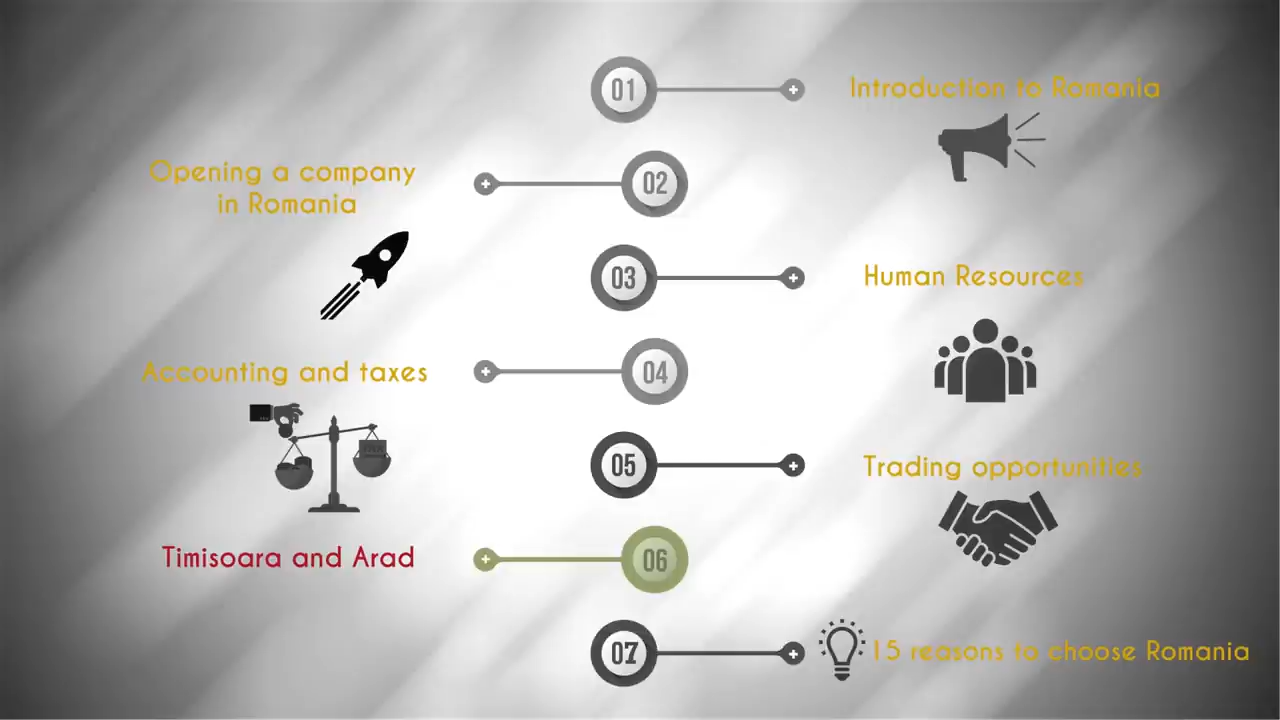 01
Introduction to Romania
Opening a company
in Romania
02
03
Human Resources
Accounting and taxes
04
05
Trading opportunities
Timisoara and Arad
06
07
15 reasons to choose Romania